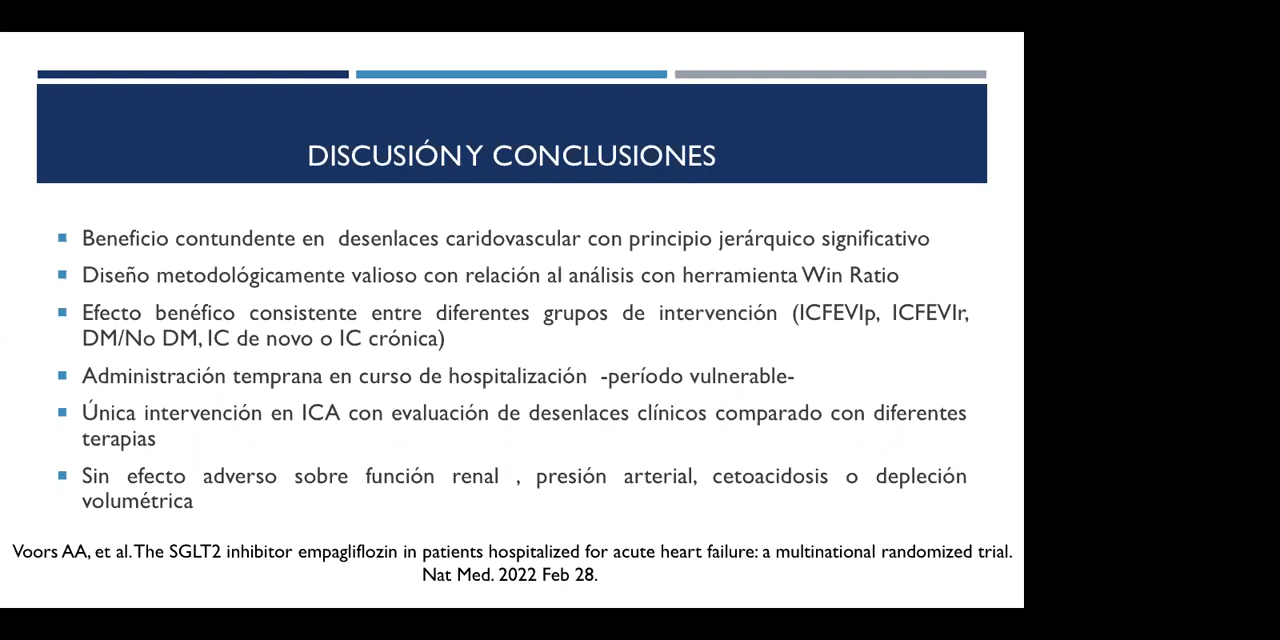 DISCUSIÓN Y CONCLUSIONES
Beneficio contundente en desenlaces caridovascular con principio jerárquico significativo
Diseño metodológicamente valioso con relación al análisis con herramienta Win Ratio
Efecto benéfico consistente entre diferentes grupos de intervención (ICFEVIp, ICFEVIr,
DM/No DM, IC de novo o IC crónica)
Administración temprana en curso de hospitalización -período vulnerable-
Única intervención en ICA con evaluación de desenlaces clínicos comparado con diferentes
terapias
Sin efecto adverso sobre función renal , presión arterial, cetoacidosis o depleción
volumétrica
Voors AA, et al. The SGLT2 inhibitor empagliflozin in patients hospitalized for acute heart failure: a multinational randomized trial.
Nat Med. 2022 Feb 28.